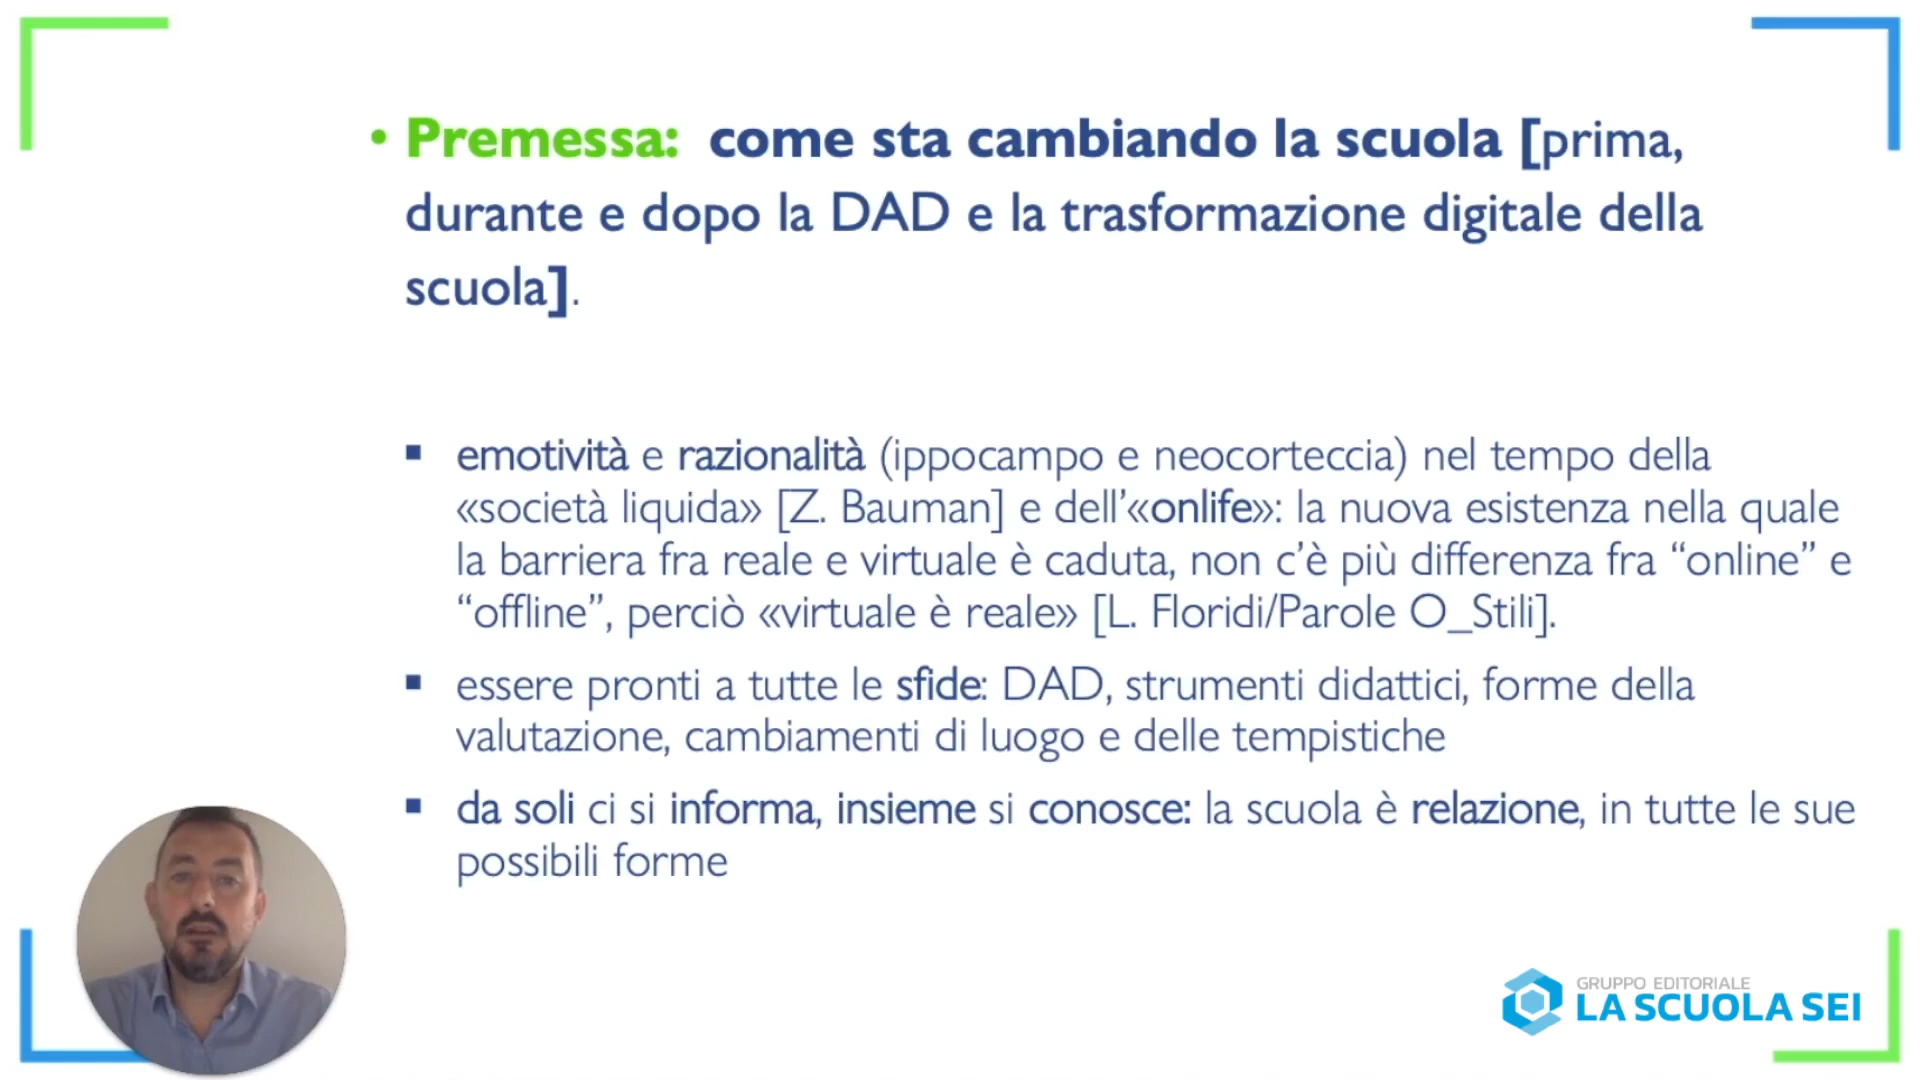 • Premessa: come sta cambiando la scuola [prima,
durante e dopo la DAD e la trasformazione digitale della
scuola].
▪ emotività e razionalità (ippocampo e neocorteccia) nel tempo della
«società liquida» [Z. Bauman] e dell’«onlife»: la nuova esistenza nella quale
la barriera fra reale e virtuale è caduta, non c’è più differenza fra “online” e
“offline”, perciò «virtuale è reale» [L. Floridi/Parole O_Stili].
▪ essere pronti a tutte le sfide: DAD, strumenti didattici, forme della
valutazione, cambiamenti di luogo e delle tempistiche
▪ da soli ci si informa, insieme si conosce: la scuola è relazione, in tutte le sue
possibili forme
GRUPPO EDITORIALE
LA SCUOLA SEI